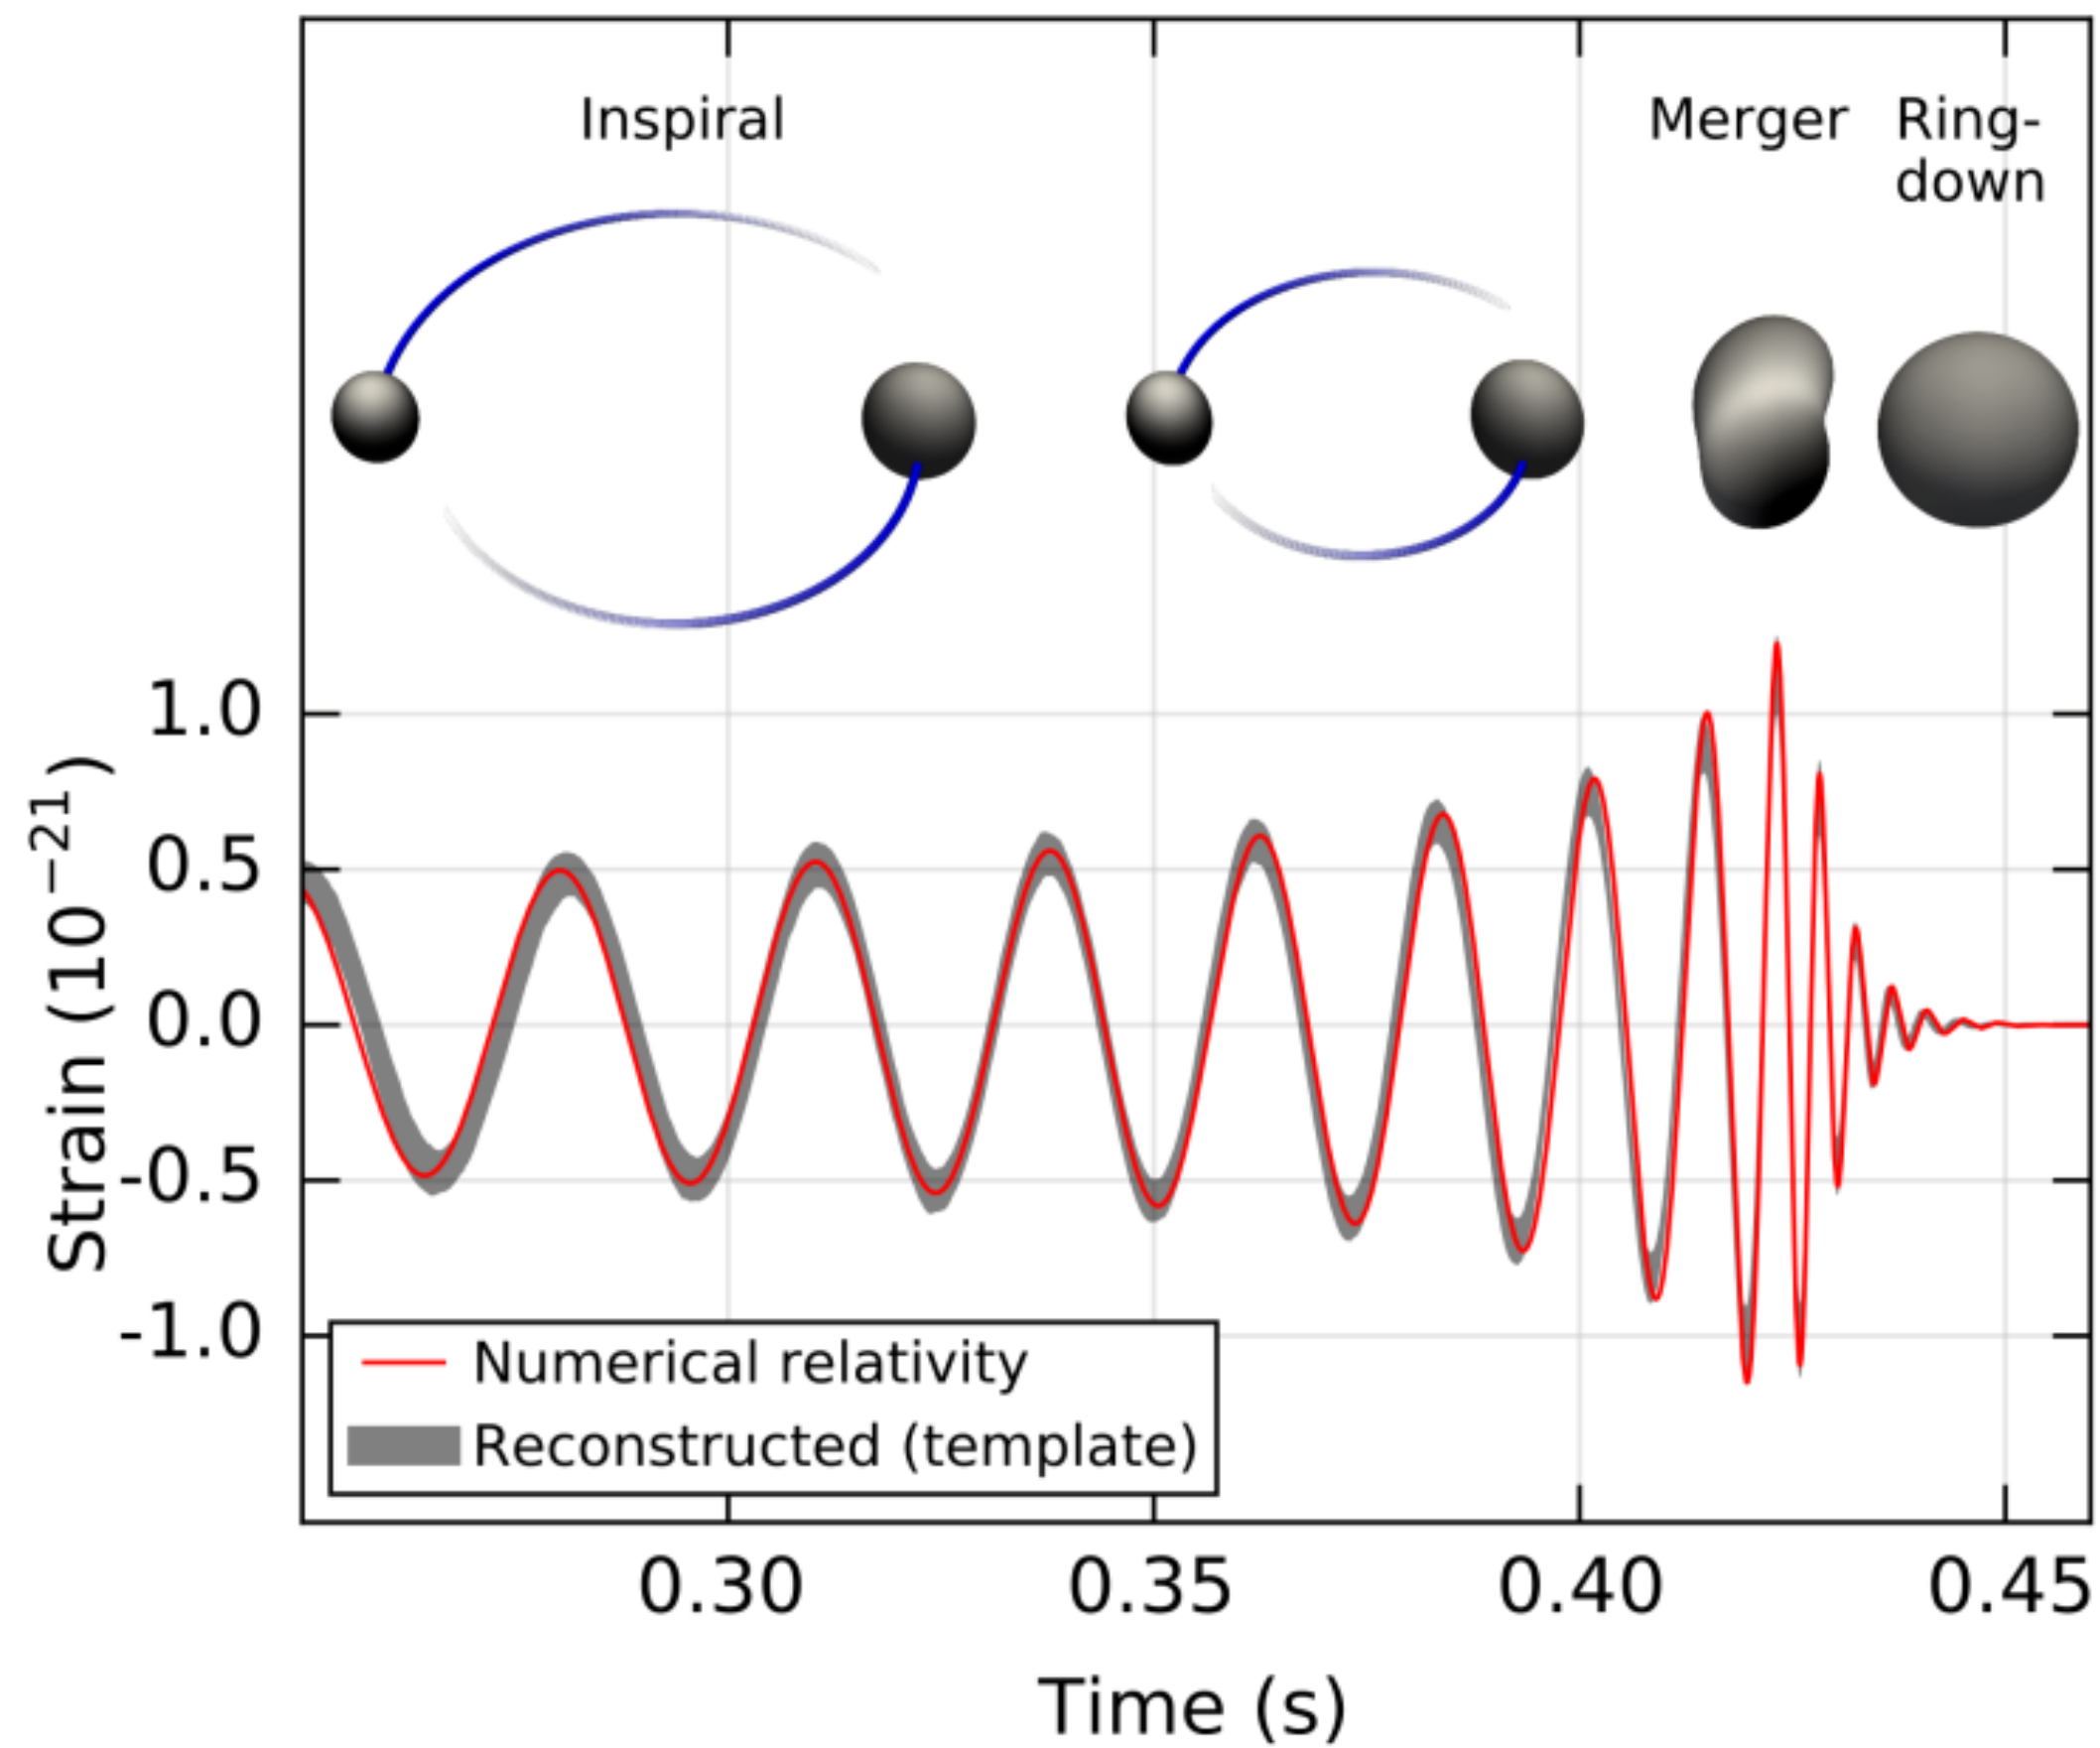 Inspiral
Merger
Ring-
down
1.0
0.5
0.0
-0.5
-1.0
Strain (10⁻²¹)
Numerical relativity
Reconstructed (template)
0.30 0.35 0.40 0.45
Time (s)